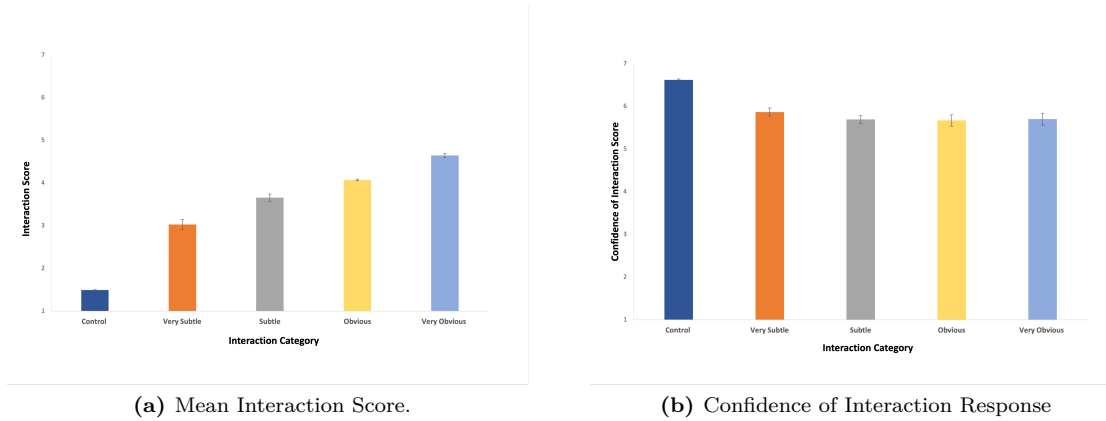 7
6
5
4
3
2
1
Interaction Score
Control Very Subtle Subtle Obvious Very Obvious
Interaction Category
(a) Mean Interaction Score.
7
6
5
4
3
2
1
Confidence of Interaction Score
Control Very Subtle Subtle Obvious Very Obvious
Interaction Category
(b) Confidence of Interaction Response